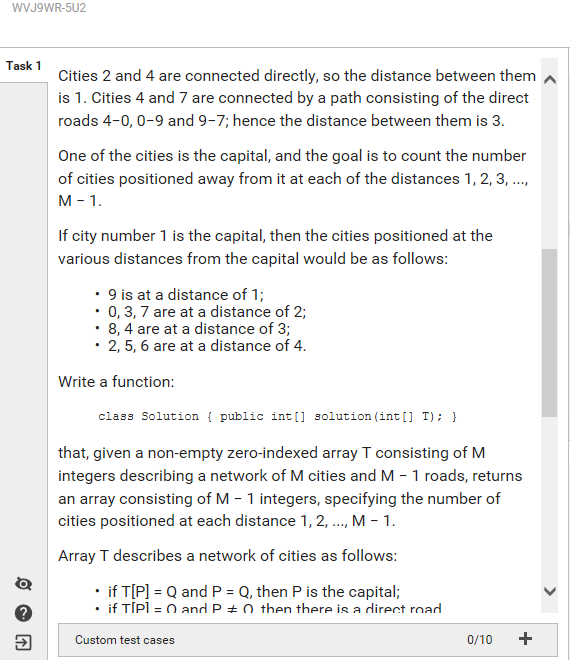 WVJ9WR-5U2
Task 1
Cities 2 and 4 are connected directly, so the distance between them
is 1. Cities 4 and 7 are connected by a path consisting of the direct
roads 4-0, 0-9 and 9-7; hence the distance between them is 3.
One of the cities is the capital, and the goal is to count the number
of cities positioned away from it at each of the distances 1, 2, 3, ...,
M - 1.
If city number 1 is the capital, then the cities positioned at the
various distances from the capital would be as follows:
• 9 is at a distance of 1;
• 0, 3, 7 are at a distance of 2;
• 8, 4 are at a distance of 3;
• 2, 5, 6 are at a distance of 4.
Write a function:
class Solution { public int[] solution(int[] T); }
that, given a non-empty zero-indexed array T consisting of M
integers describing a network of M cities and M - 1 roads, returns
an array consisting of M - 1 integers, specifying the number of
cities positioned at each distance 1, 2, ..., M - 1.
Array T describes a network of cities as follows:
• if T[P] = Q and P = Q, then P is the capital;
• if T[P] = Q and P ≠ Q, then there is a direct road
Custom test cases
0/10 +